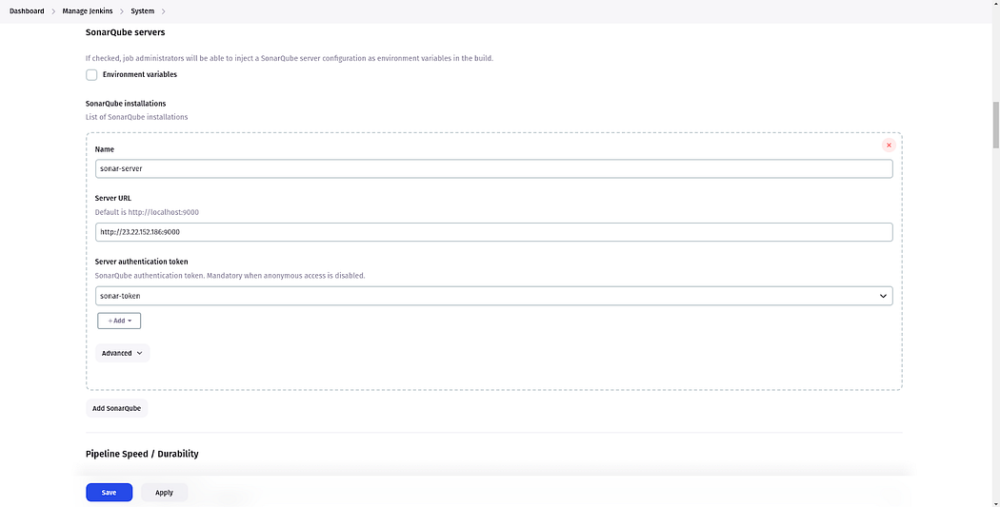 Dashboard > Manage Jenkins > System >
SonarQube servers
If checked, job administrators will be able to inject a SonarQube server configuration as environment variables in the build.
Environment variables
SonarQube installations
List of SonarQube installations
Name
sonar-server
Server URL
Default is http://localhost:9000
http://23.22.152.186:9000
Server authentication token
SonarQube authentication token. Mandatory when anonymous access is disabled.
sonar-token
+ Add
Advanced
Add SonarQube
Pipeline Speed / Durability
Save Apply